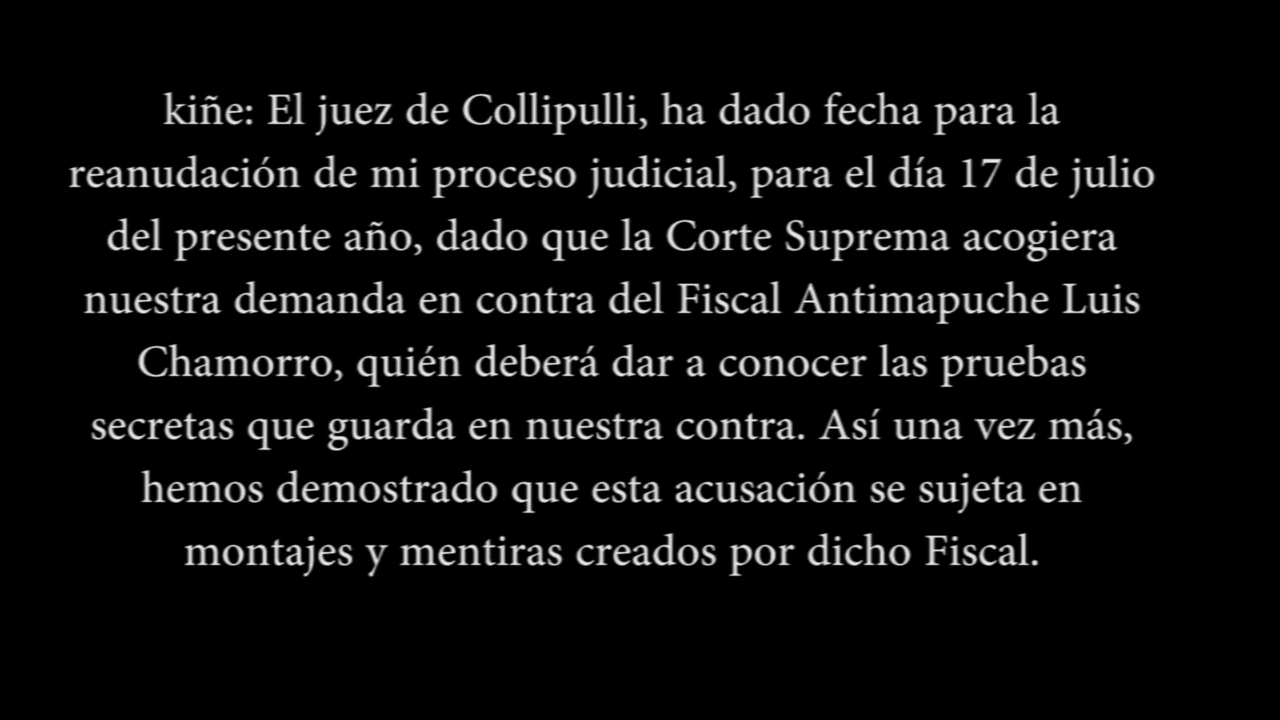 kiñe: El juez de Collipulli, ha dado fecha para la
reanudación de mi proceso judicial, para el día 17 de julio
del presente año, dado que la Corte Suprema acogiera
nuestra demanda en contra del Fiscal Antimapuche Luis
Chamorro, quién deberá dar a conocer las pruebas
secretas que guarda en nuestra contra. Así una vez más,
hemos demostrado que esta acusación se sujeta en
montajes y mentiras creados por dicho Fiscal.